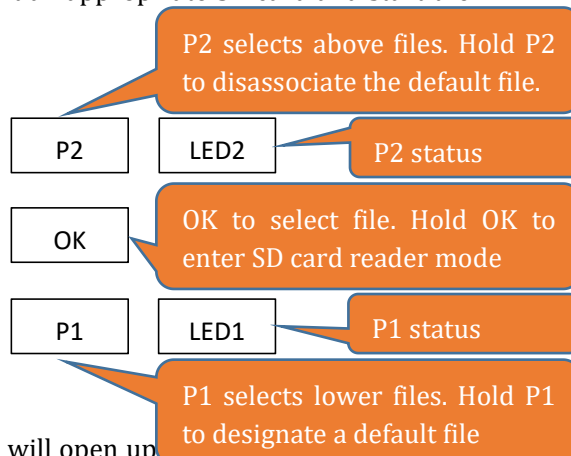 P2 selects above files. Hold P2
to disassociate the default file.
P2
LED2
P2 status
OK to select file. Hold OK to
enter SD card reader mode
OK
P1
LED1
P1 status
P1 selects lower files. Hold P1
to designate a default file
will open up